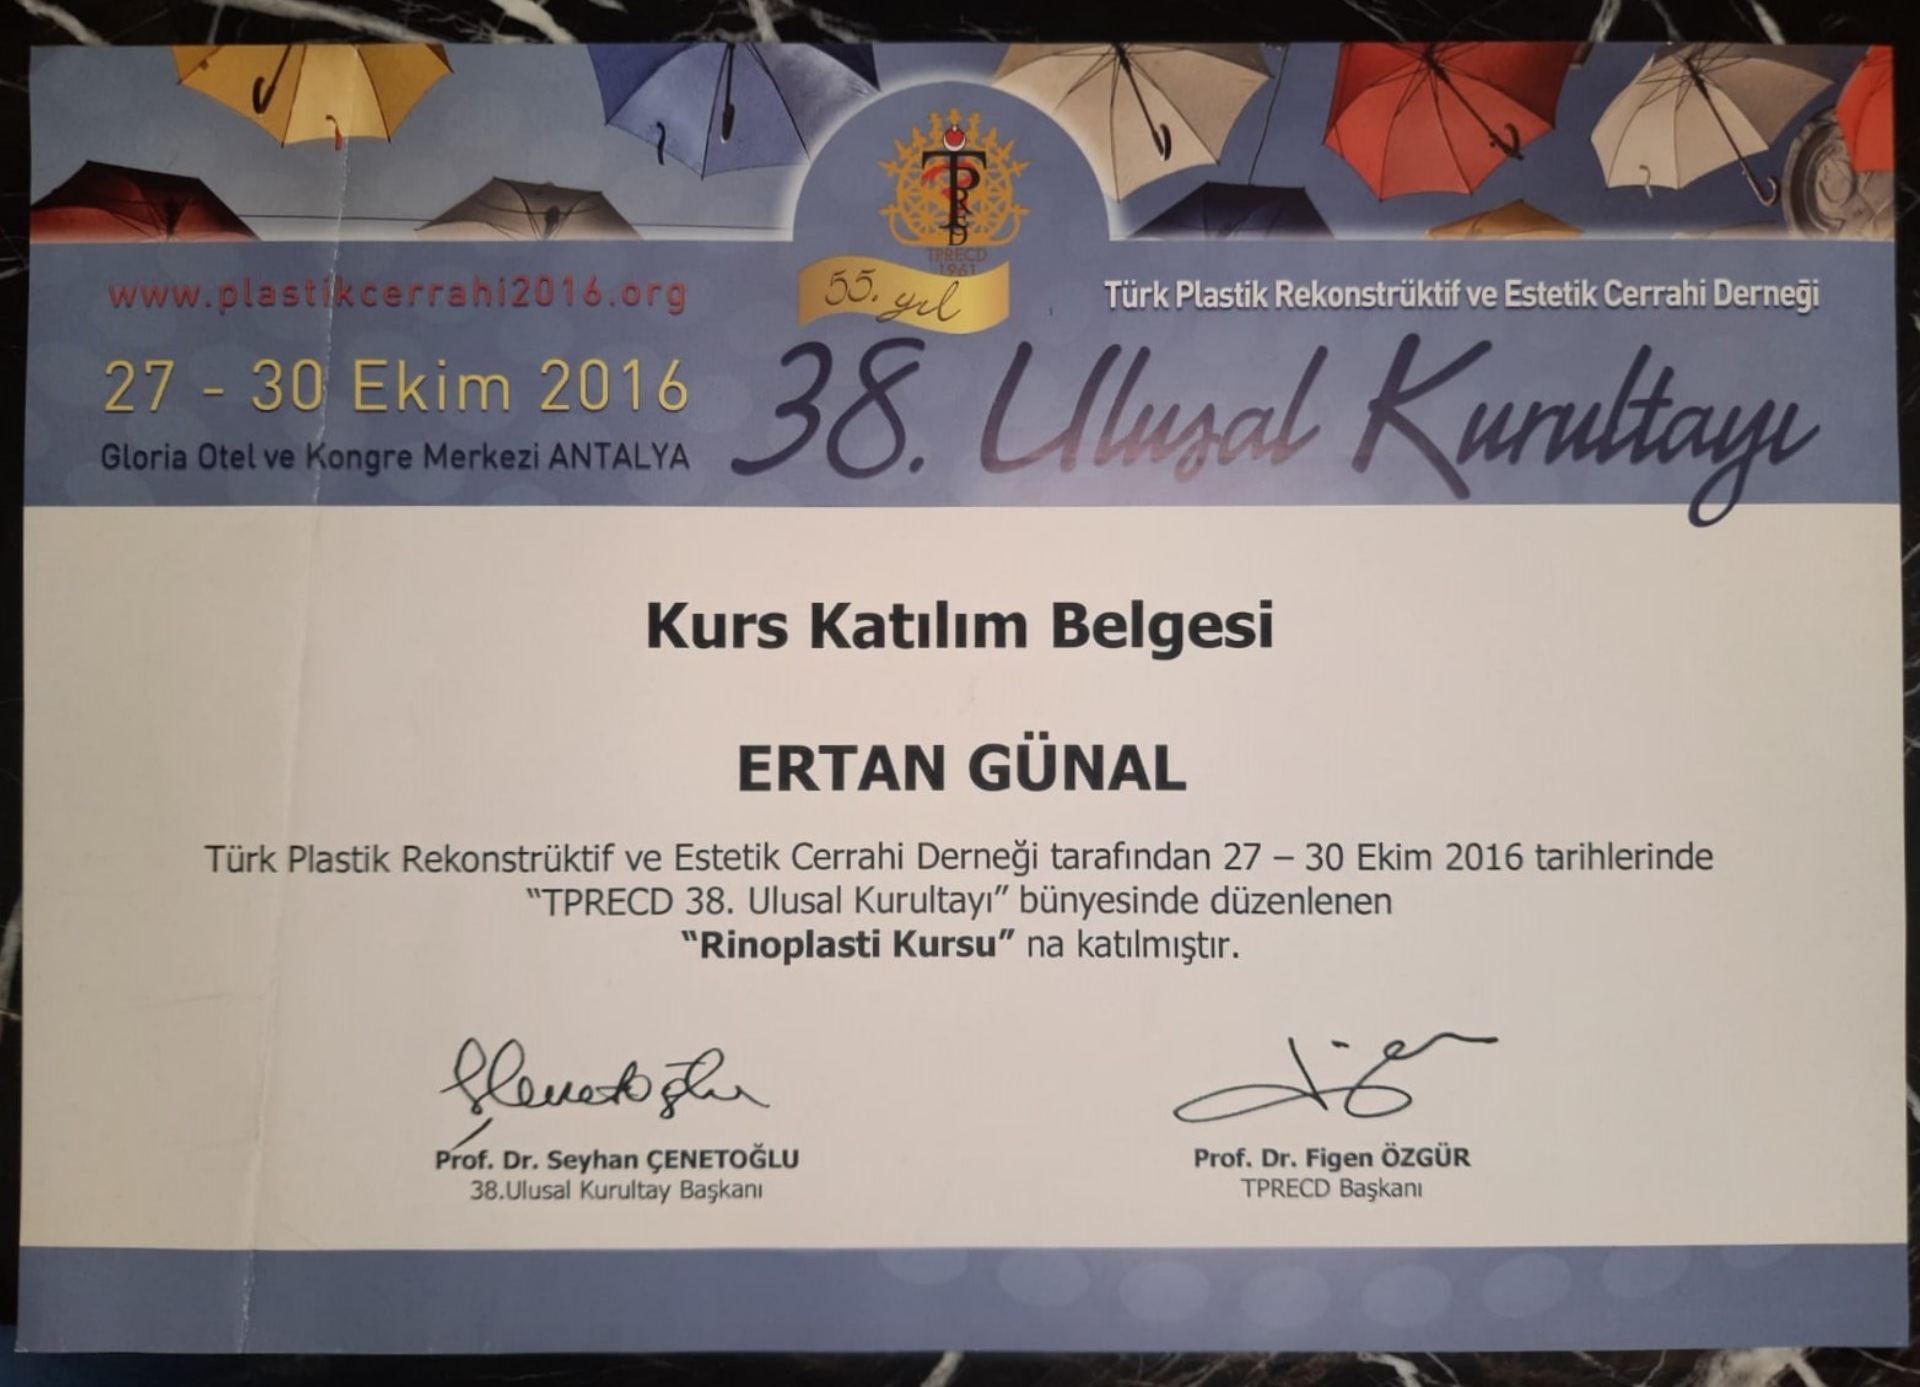 TPRECD
1961
55. yıl
www.plastikcerrahi2016.org
Türk Plastik Rekonstrüktif ve Estetik Cerrahi Derneği
27 - 30 Ekim 2016
38. Ulusal Kurultayı
Gloria Otel ve Kongre Merkezi ANTALYA
Kurs Katılım Belgesi
ERTAN GÜNAL
Türk Plastik Rekonstrüktif ve Estetik Cerrahi Derneği tarafından 27 – 30 Ekim 2016 tarihlerinde
“TPRECD 38. Ulusal Kurultayı” bünyesinde düzenlenen
“Rinoplasti Kursu” na katılmıştır.
Prof. Dr. Seyhan ÇENETOĞLU
38.Ulusal Kurultay Başkanı
Prof. Dr. Figen ÖZGÜR
TPRECD Başkanı